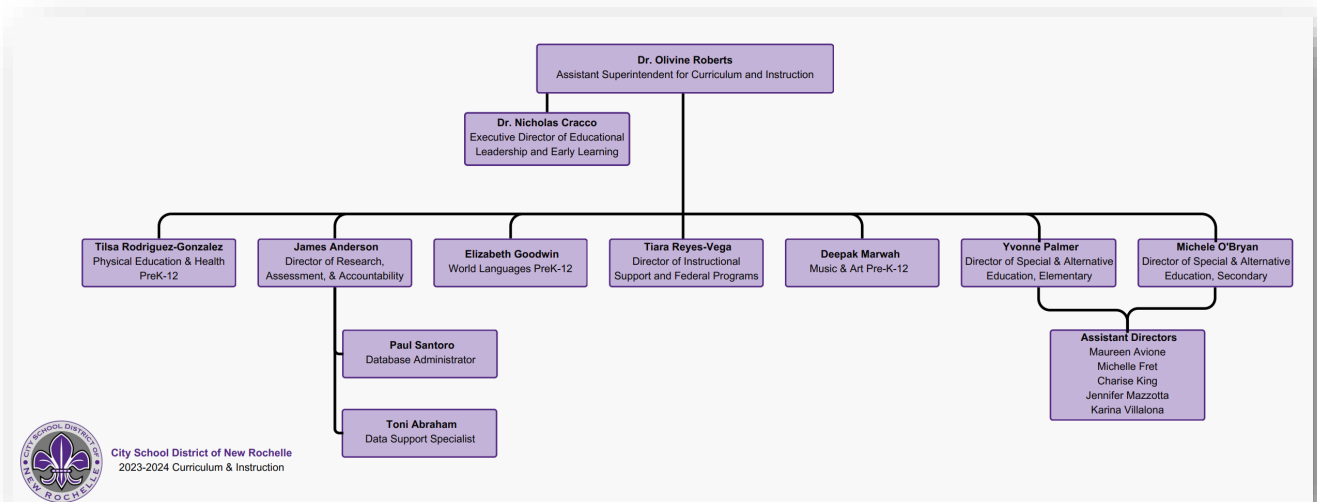 Dr. Olivine Roberts
Assistant Superintendent for Curriculum and Instruction
Dr. Nicholas Cracco
Executive Director of Educational
Leadership and Early Learning
Tilsa Rodriguez-Gonzalez
Physical Education & Health
PreK-12
James Anderson
Director of Research,
Assessment, & Accountability
Elizabeth Goodwin
World Languages PreK-12
Tiara Reyes-Vega
Director of Instructional
Support and Federal Programs
Deepak Marwah
Music & Art Pre-K-12
Yvonne Palmer
Director of Special & Alternative
Education, Elementary
Michele O'Bryan
Director of Special & Alternative
Education, Secondary
Paul Santoro
Database Administrator
Toni Abraham
Data Support Specialist
Assistant Directors
Maureen Avione
Michelle Fret
Charise King
Jennifer Mazzotta
Karina Villalona
CITY SCHOOL DISTRICT OF
NEW ROCHELLE
City School District of New Rochelle
2023-2024 Curriculum & Instruction